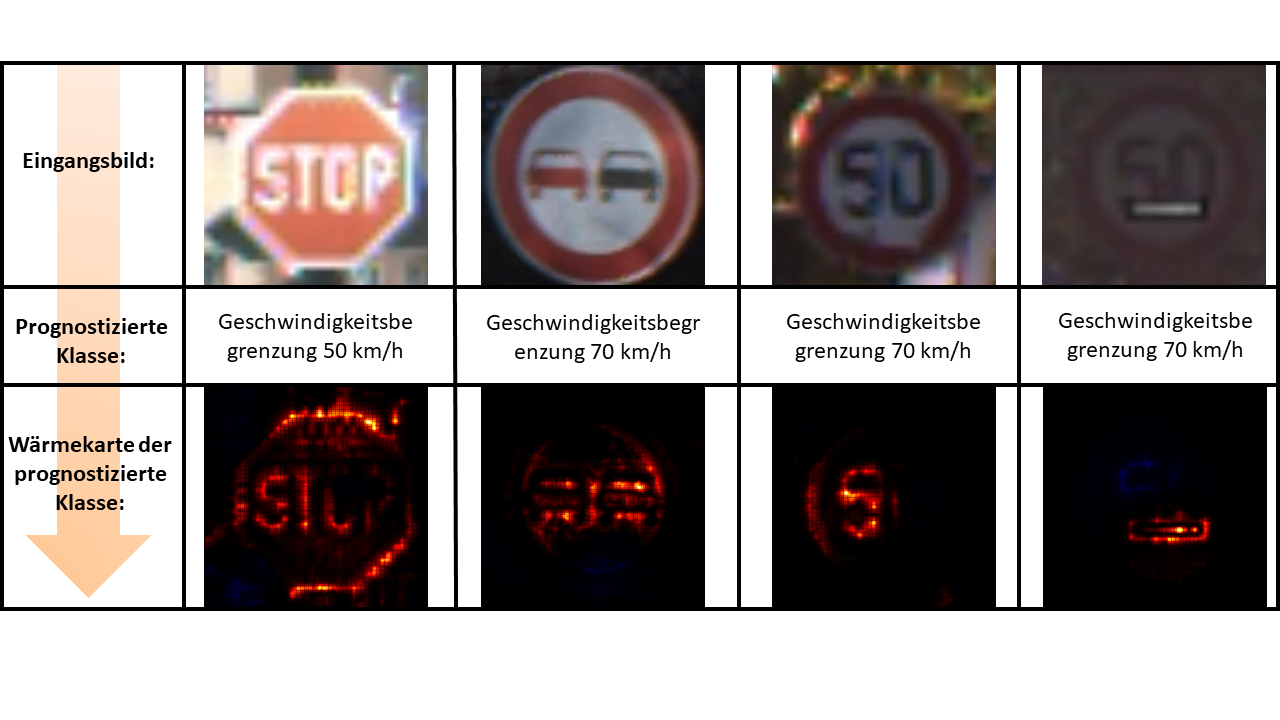 Eingangsbild:
STOP
50
50
Prognostizierte
Klasse:
Geschwindigkeitsbe
grenzung 50 km/h
Geschwindigkeitsbegr
enzung 70 km/h
Geschwindigkeitsbe
grenzung 70 km/h
Geschwindigkeitsbe
grenzung 70 km/h
Wärmekarte der
prognostizierte
Klasse: